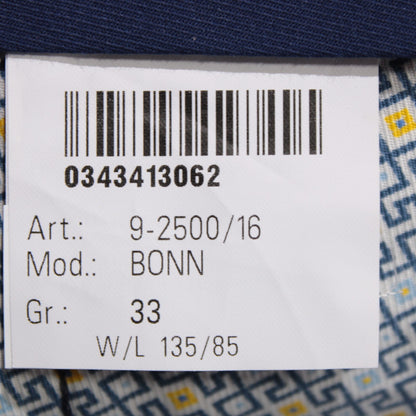 0343413062
Art.: 9-2500/16
Mod.: BONN
Gr.: 33
W/L 135/85